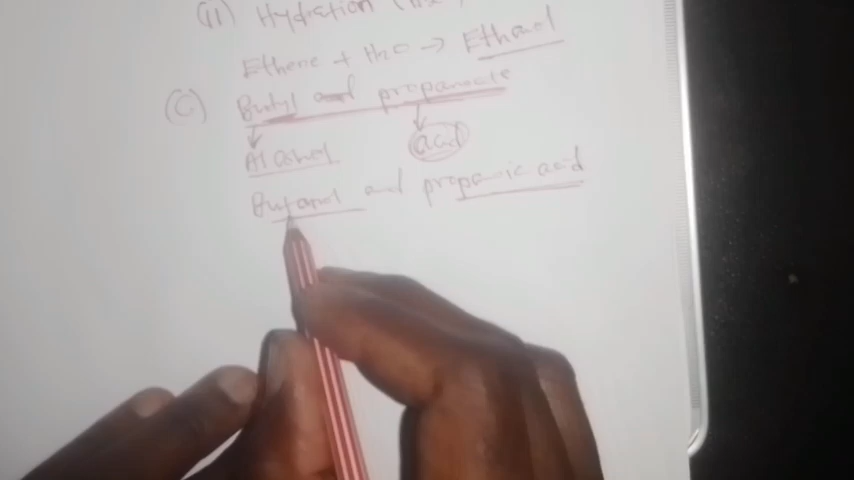 (ii) Hydration
Ethene + H₂O → Ethanol
(C) Butyl and propanoate
Alcohol acid
Butanol and propanoic acid